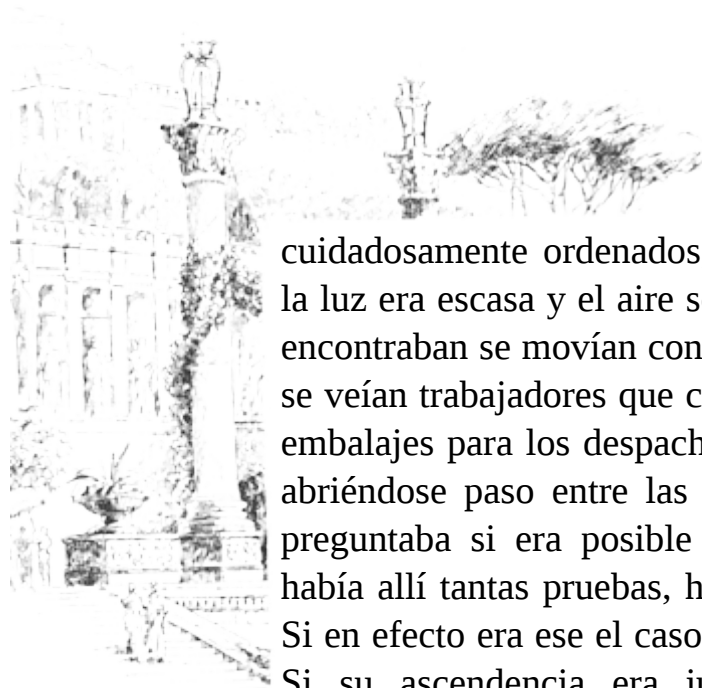 cuidadosamente ordenados
la luz era escasa y el aire
encontraban se movían con
se veían trabajadores que
embalajes para los
abriéndose paso entre las
preguntaba si era posible
había allí tantas pruebas,
Si en efecto era ese el caso
Si su ascendencia era